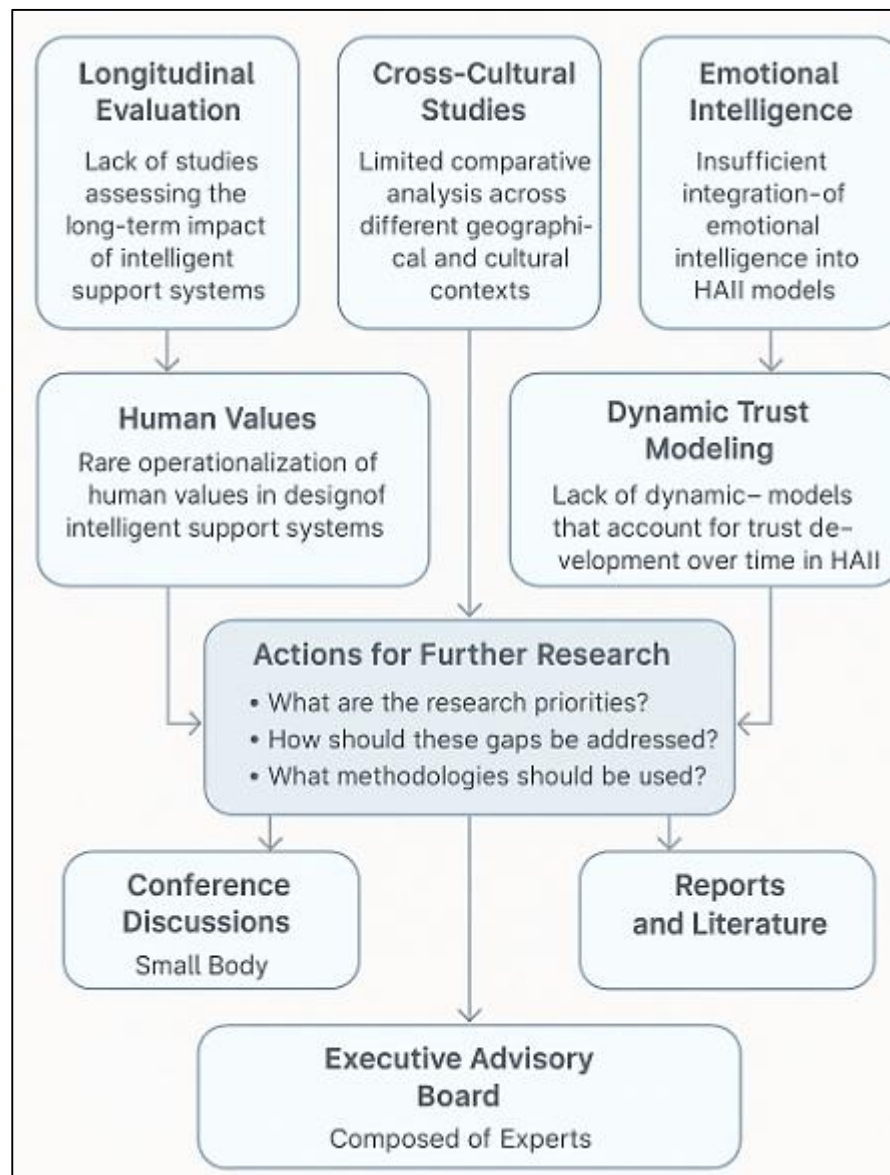 Longitudinal
Evaluation
Lack of studies
assessing the
long-term impact
of intelligent
support systems
Cross-Cultural
Studies
Limited comparative
analysis across
different geographi-
cal and cultural
contexts
Emotional
Intelligence
Insufficient
integration-of
emotional
intelligence into
HAII models
Human Values
Rare operationalization of
human values in designof
intelligent support systems
Dynamic Trust
Modeling
Lack of dynamic– models
that account for trust de–
velopment over time in HAII
Actions for Further Research
• What are the research priorities?
• How should these gaps be addressed?
• What methodologies should be used?
Conference
Discussions
Small Body
Reports
and Literature
Executive Advisory
Board
Composed of Experts